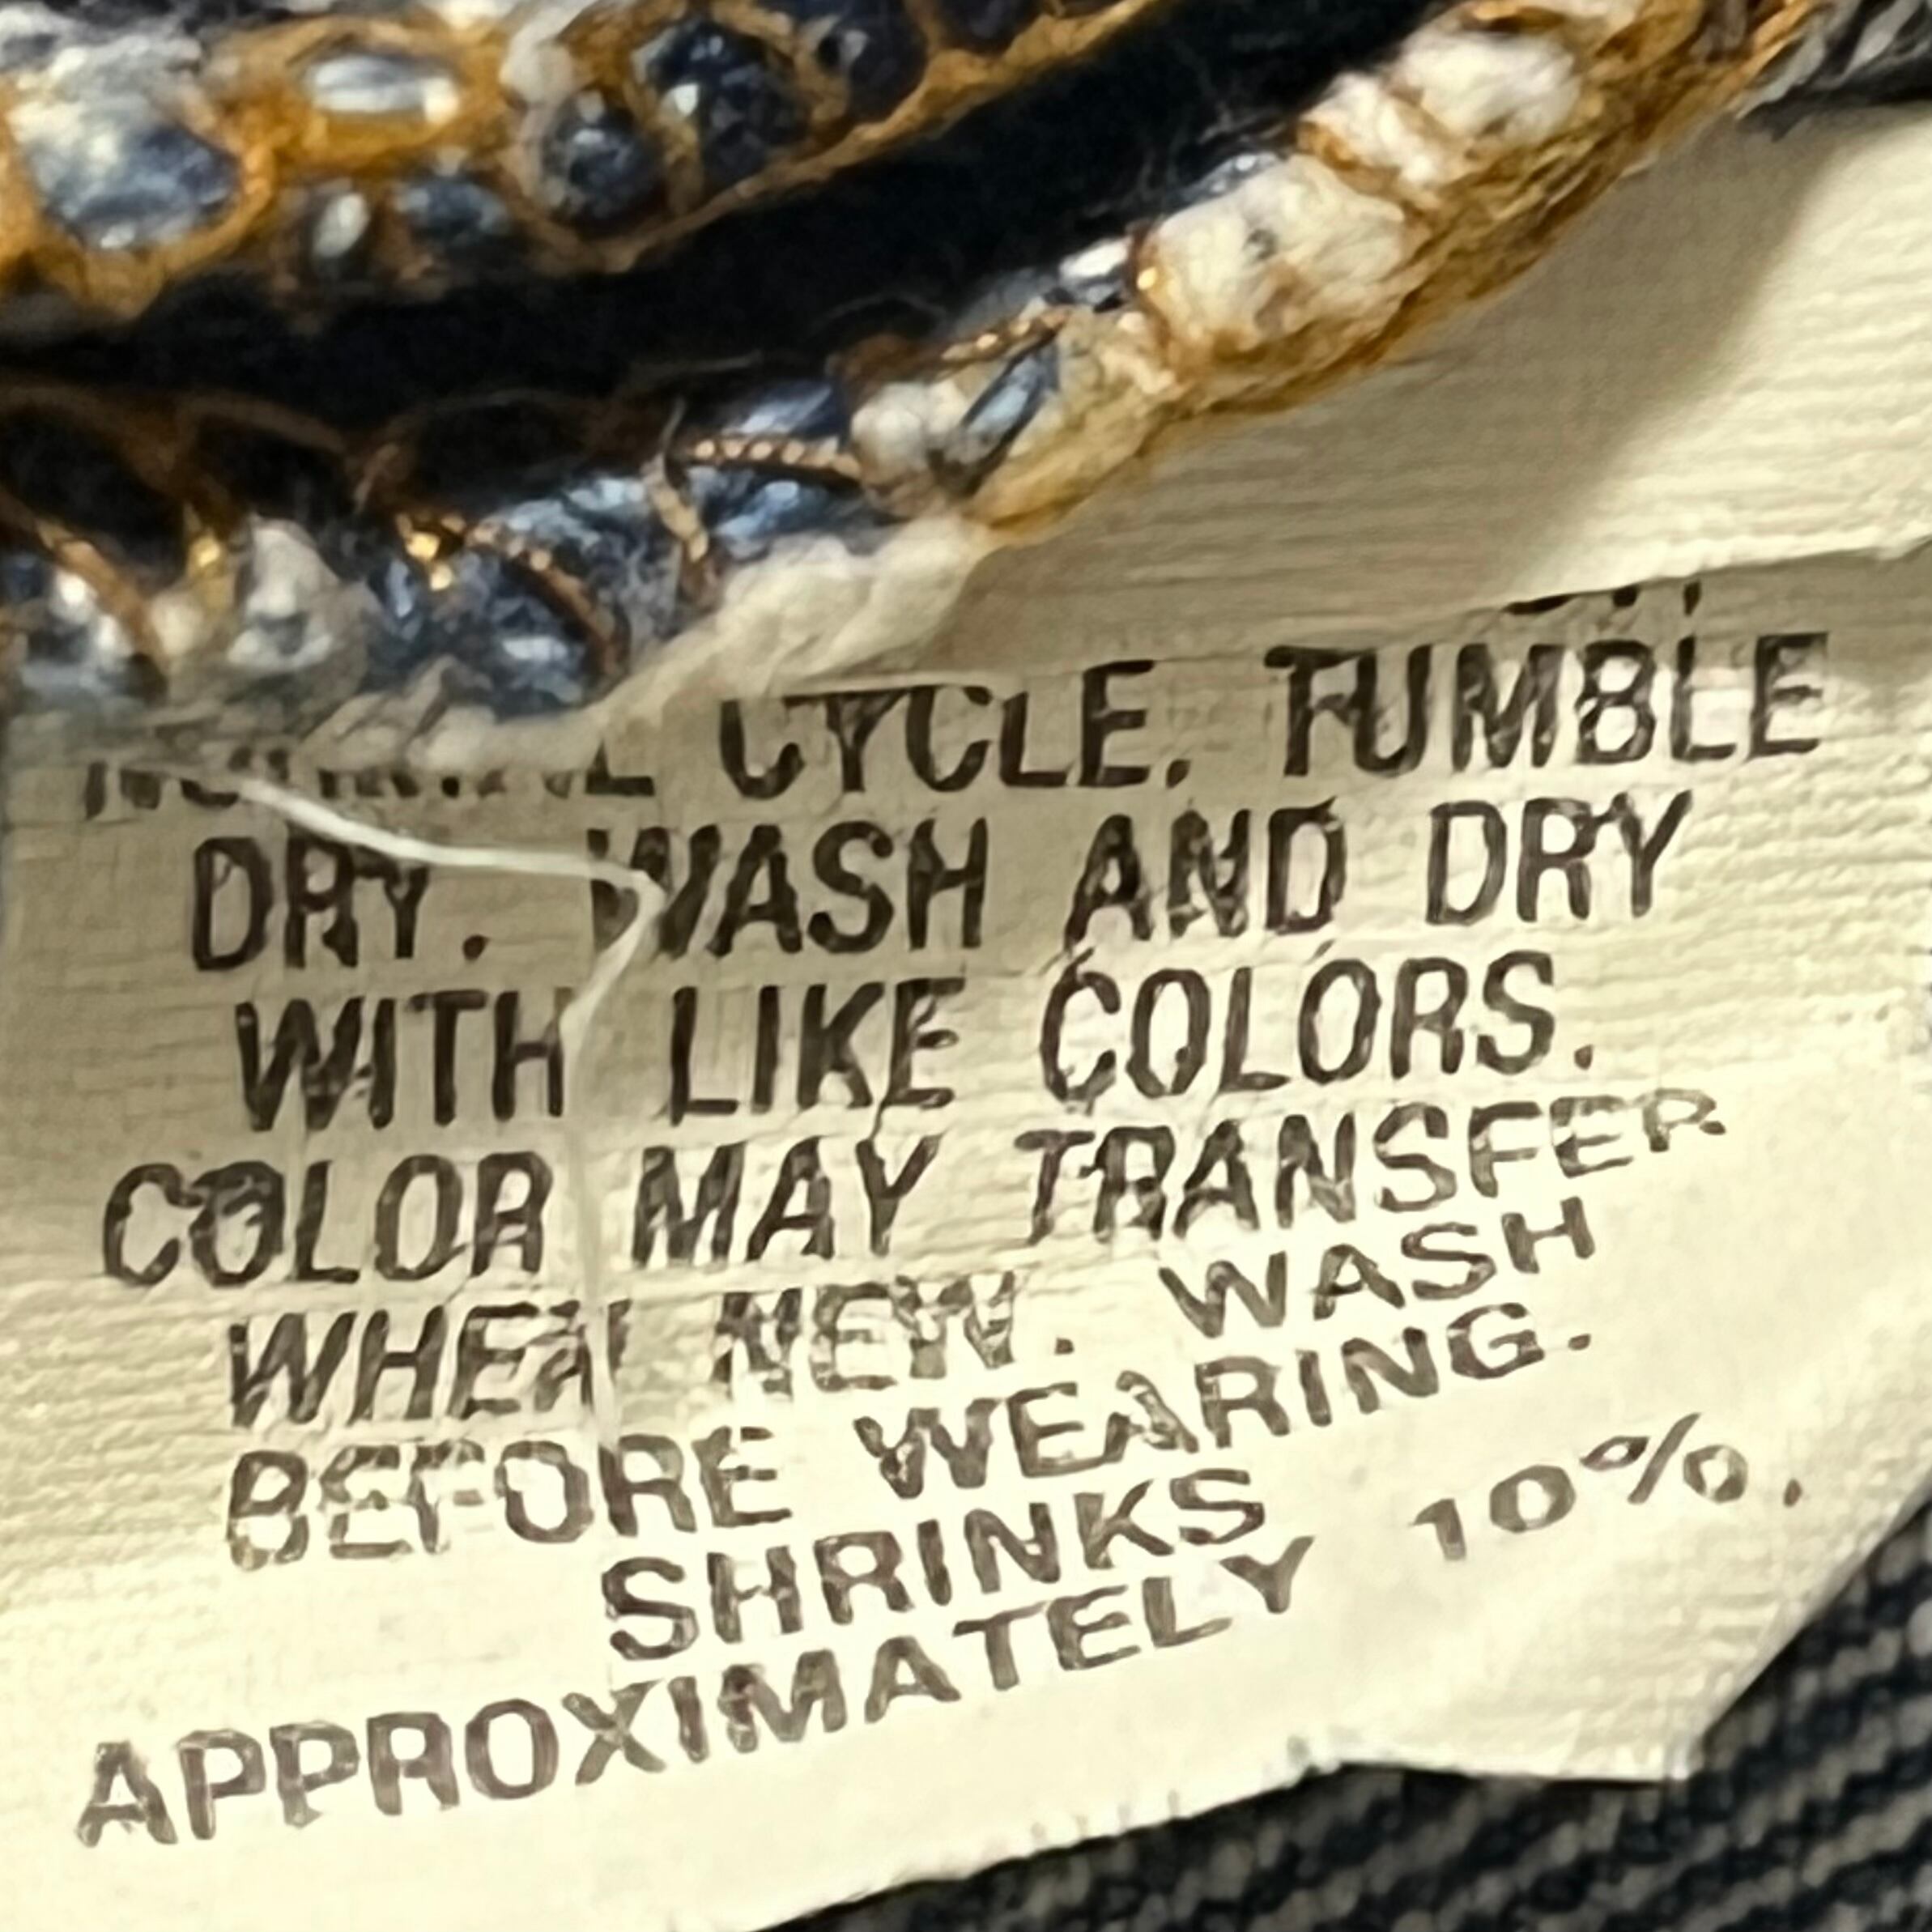 NORMAL CYCLE. TUMBLE
DRY. WASH AND DRY
WITH LIKE COLORS.
COLOR MAY TRANSFER
WHEN NEW. WASH
BEFORE WEARING.
SHRINKS
APPROXIMATELY 10%.